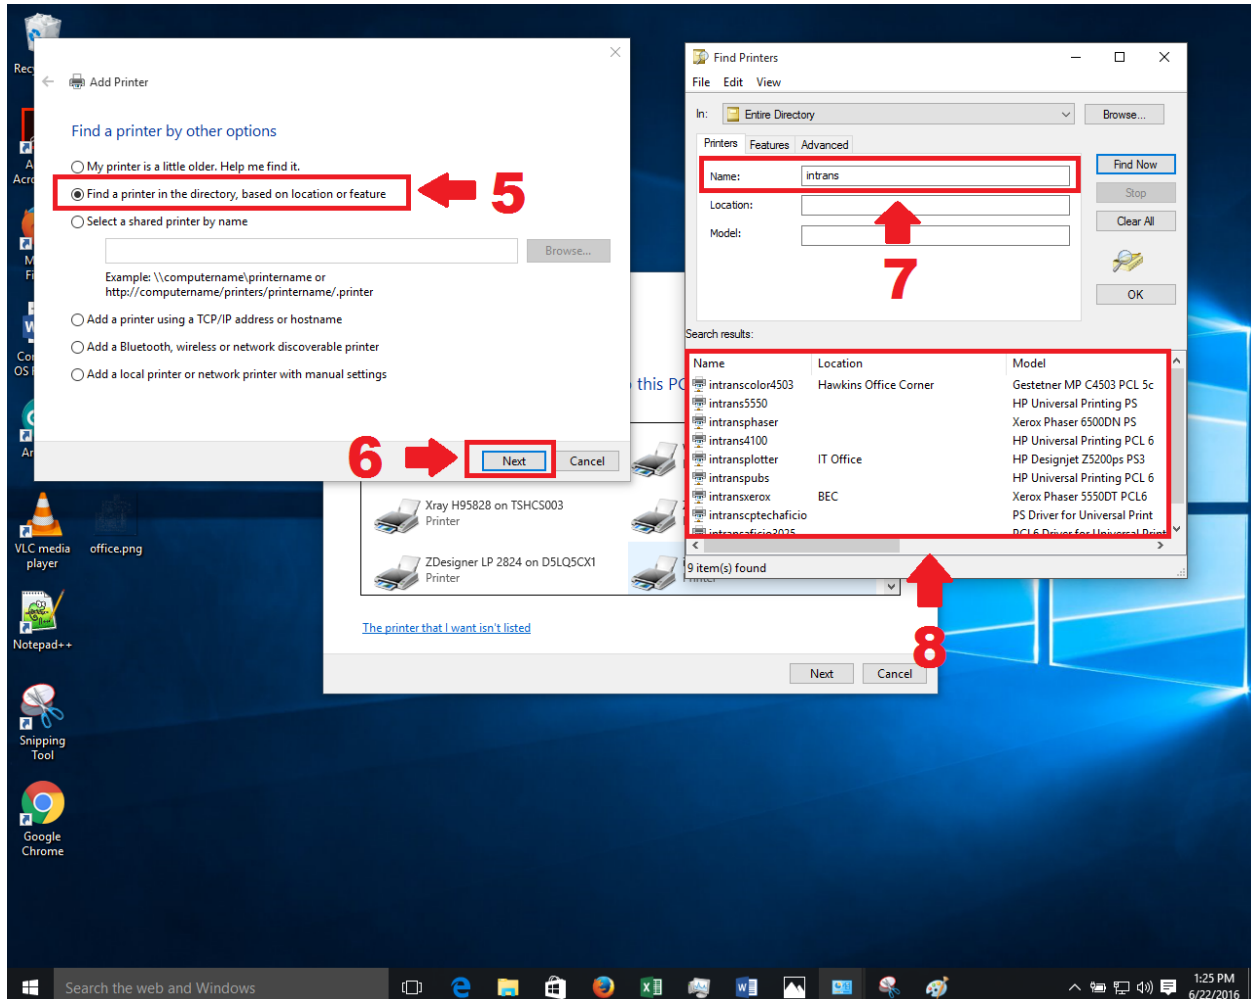 Add Printer
Find a printer by other options
My printer is a little older. Help me find it.
Find a printer in the directory, based on location or feature
5
Select a shared printer by name
Browse...
Example: \\computername\printername or
http://computername/printers/printername/.printer
Add a printer using a TCP/IP address or hostname
Add a Bluetooth, wireless or network discoverable printer
Add a local printer or network printer with manual settings
6
Next
Cancel
Find Printers
File Edit View
In: Entire Directory
Browse...
Printers Features Advanced
Name: intrans
Location:
Model:
Find Now
Stop
Clear All
OK
7
Search results:
Name Location Model
intranscolor4503 Hawkins Office Corner Gestetner MP C4503 PCL 5c
intrans5550 HP Universal Printing PS
intransphaser Xerox Phaser 6500DN PS
intrans4100 HP Universal Printing PCL 6
intransplotter IT Office HP Designjet Z5200ps PS3
intranspubs HP Universal Printing PCL 6
intransxerox BEC Xerox Phaser 5550DT PCL6
intranscptechaficio PS Driver for Universal Print
intransaficio3025 PCL6 Driver for Universal Print
9 item(s) found
8
this PC
Xray H95828 on TSHCS003
Printer
ZDesigner LP 2824 on D5LQ5CX1
Printer
Printer
The printer that I want isn't listed
Next
Cancel
VLC media
player
office.png
Notepad++
Snipping
Tool
Google
Chrome
Search the web and Windows
1:25 PM
6/22/2016